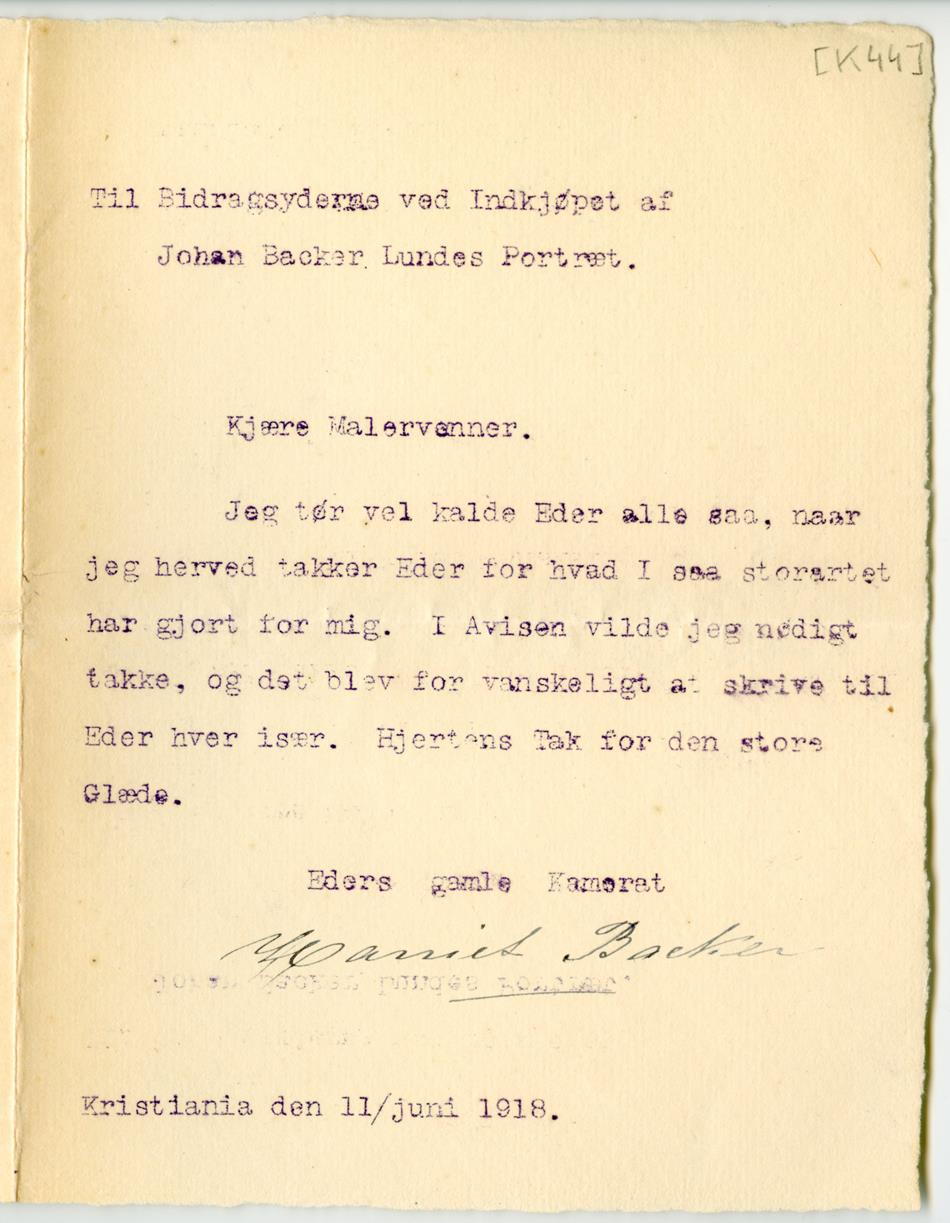 [K44]
Til Bidragsyderne ved Indkjøpet af
Johan Backer Lundes Portræt.
Kjære Malervenner.
Jeg tør vel kalde Eder alle saa, naar
jeg herved takker Eder for hvad I saa storartet
har gjort for mig. I Avisen vilde jeg nødigt
takke, og det blev for vanskeligt at skrive til
Eder hver især. Hjertens Tak for den store
Glæde.
Eders gamle Kamerat
Harriet Backer
Kristiania den 11/juni 1918.